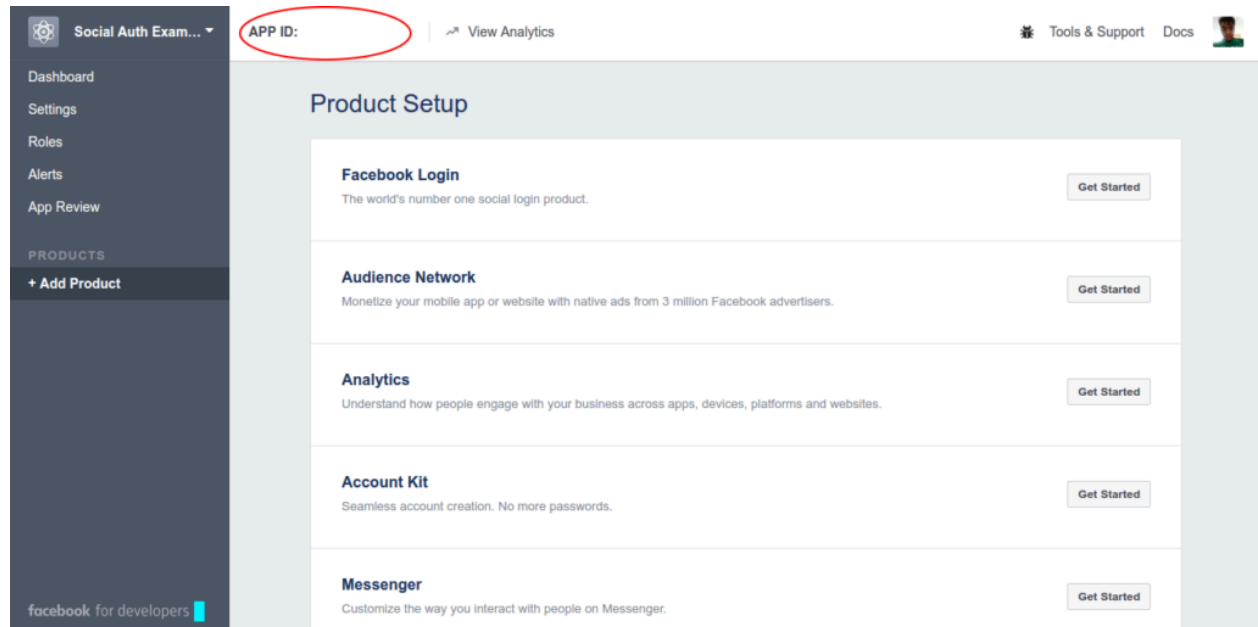 Social Auth Exam...
APP ID:
View Analytics
Tools & Support
Docs
Dashboard
Settings
Roles
Alerts
App Review
PRODUCTS
+ Add Product
facebook for developers
Product Setup
Facebook Login
The world's number one social login product.
Get Started
Audience Network
Monetize your mobile app or website with native ads from 3 million Facebook advertisers.
Get Started
Analytics
Understand how people engage with your business across apps, devices, platforms and websites.
Get Started
Account Kit
Seamless account creation. No more passwords.
Get Started
Messenger
Customize the way you interact with people on Messenger.
Get Started